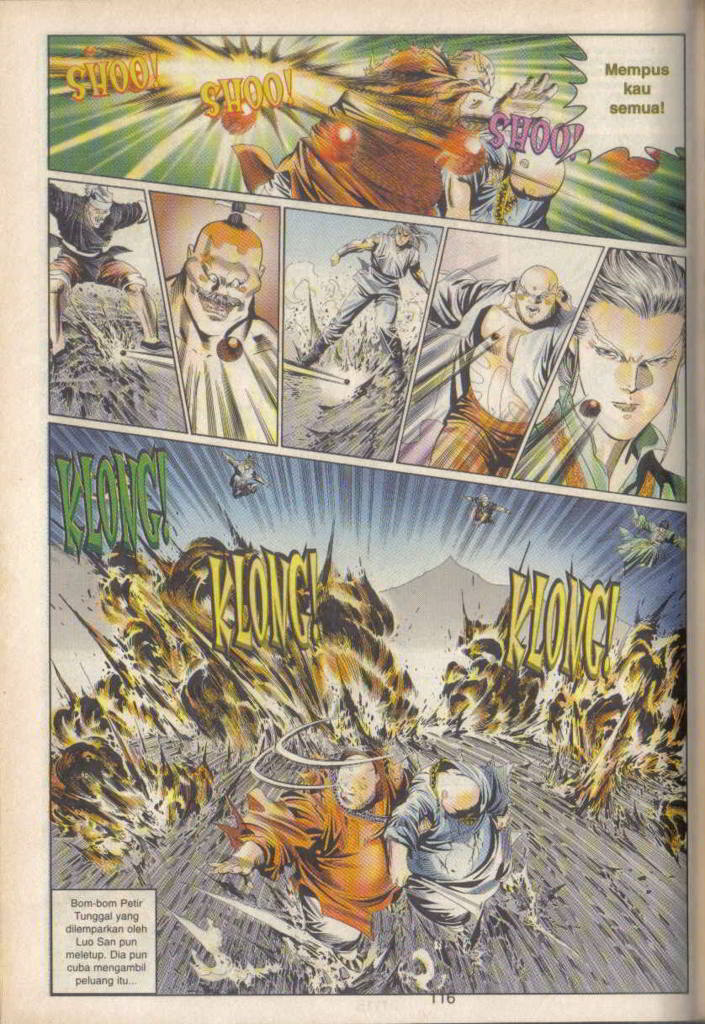 SHOO!
SHOO!
SHOO!
Mempus
kau
semua!
KLONG!
KLONG!
KLONG!
Bom-bom Petir
Tunggal yang
dilemparkan oleh
Luo San pun
meletup. Dia pun
cuba mengambil
peluang itu...
116